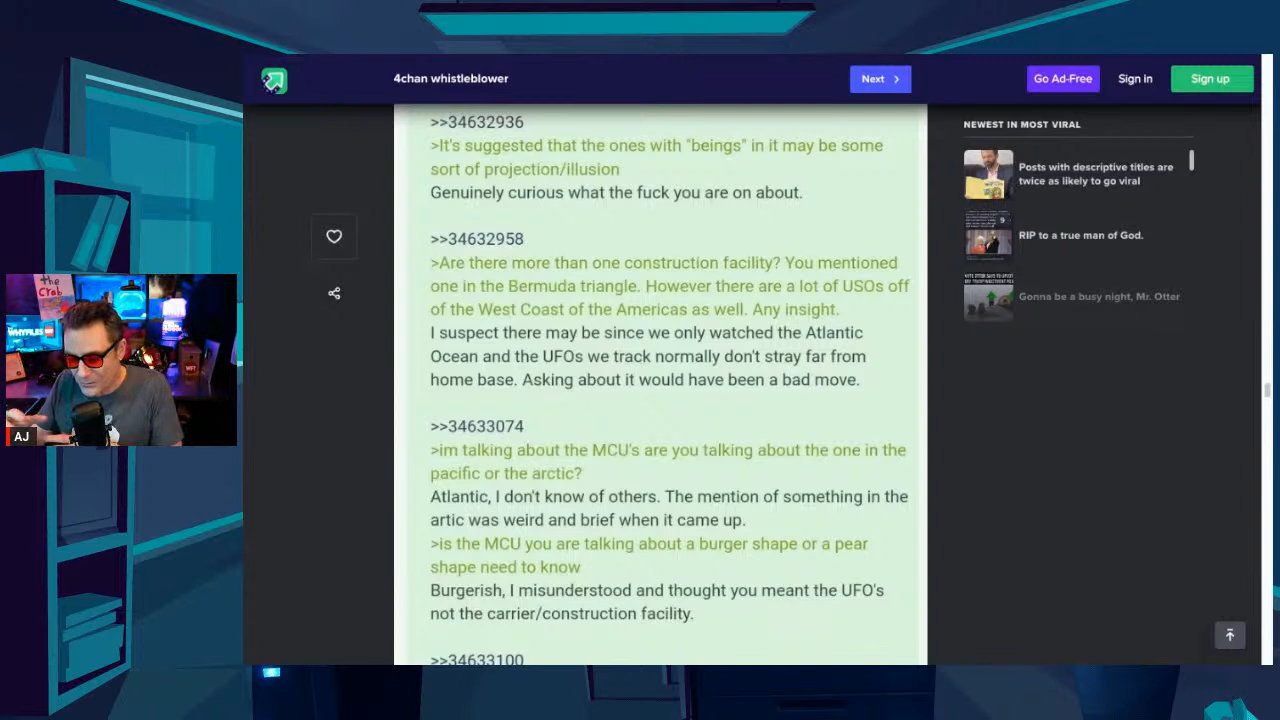 4chan whistleblower
Next
Go Ad-Free
Sign in
Sign up
>>34632936
>It's suggested that the ones with "beings" in it may be some
sort of projection/illusion
Genuinely curious what the fuck you are on about.
>>34632958
>Are there more than one construction facility? You mentioned
one in the Bermuda triangle. However there are a lot of USOs off
of the West Coast of the Americas as well. Any insight.
I suspect there may be since we only watched the Atlantic
Ocean and the UFOs we track normally don't stray far from
home base. Asking about it would have been a bad move.
>>34633074
>im talking about the MCU's are you talking about the one in the
pacific or the arctic?
Atlantic, I don't know of others. The mention of something in the
artic was weird and brief when it came up.
>is the MCU you are talking about a burger shape or a pear
shape need to know
Burgerish, I misunderstood and thought you meant the UFO's
not the carrier/construction facility.
>>34633100
NEWEST IN MOST VIRAL
Posts with descriptive titles are
twice as likely to go viral
RIP to a true man of God.
Gonna be a busy night, Mr. Otter
the
Crab
WHYFILES
AJ